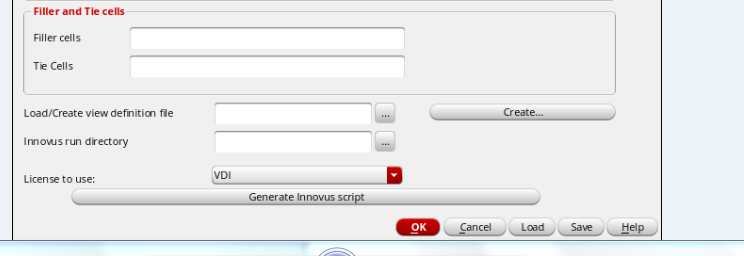 Filler and Tie cells
Filler cells
Tie Cells
Load/Create view definition file ... Create...
Innovus run directory ...
License to use: VDI
Generate Innovus script
OK Cancel Load Save Help